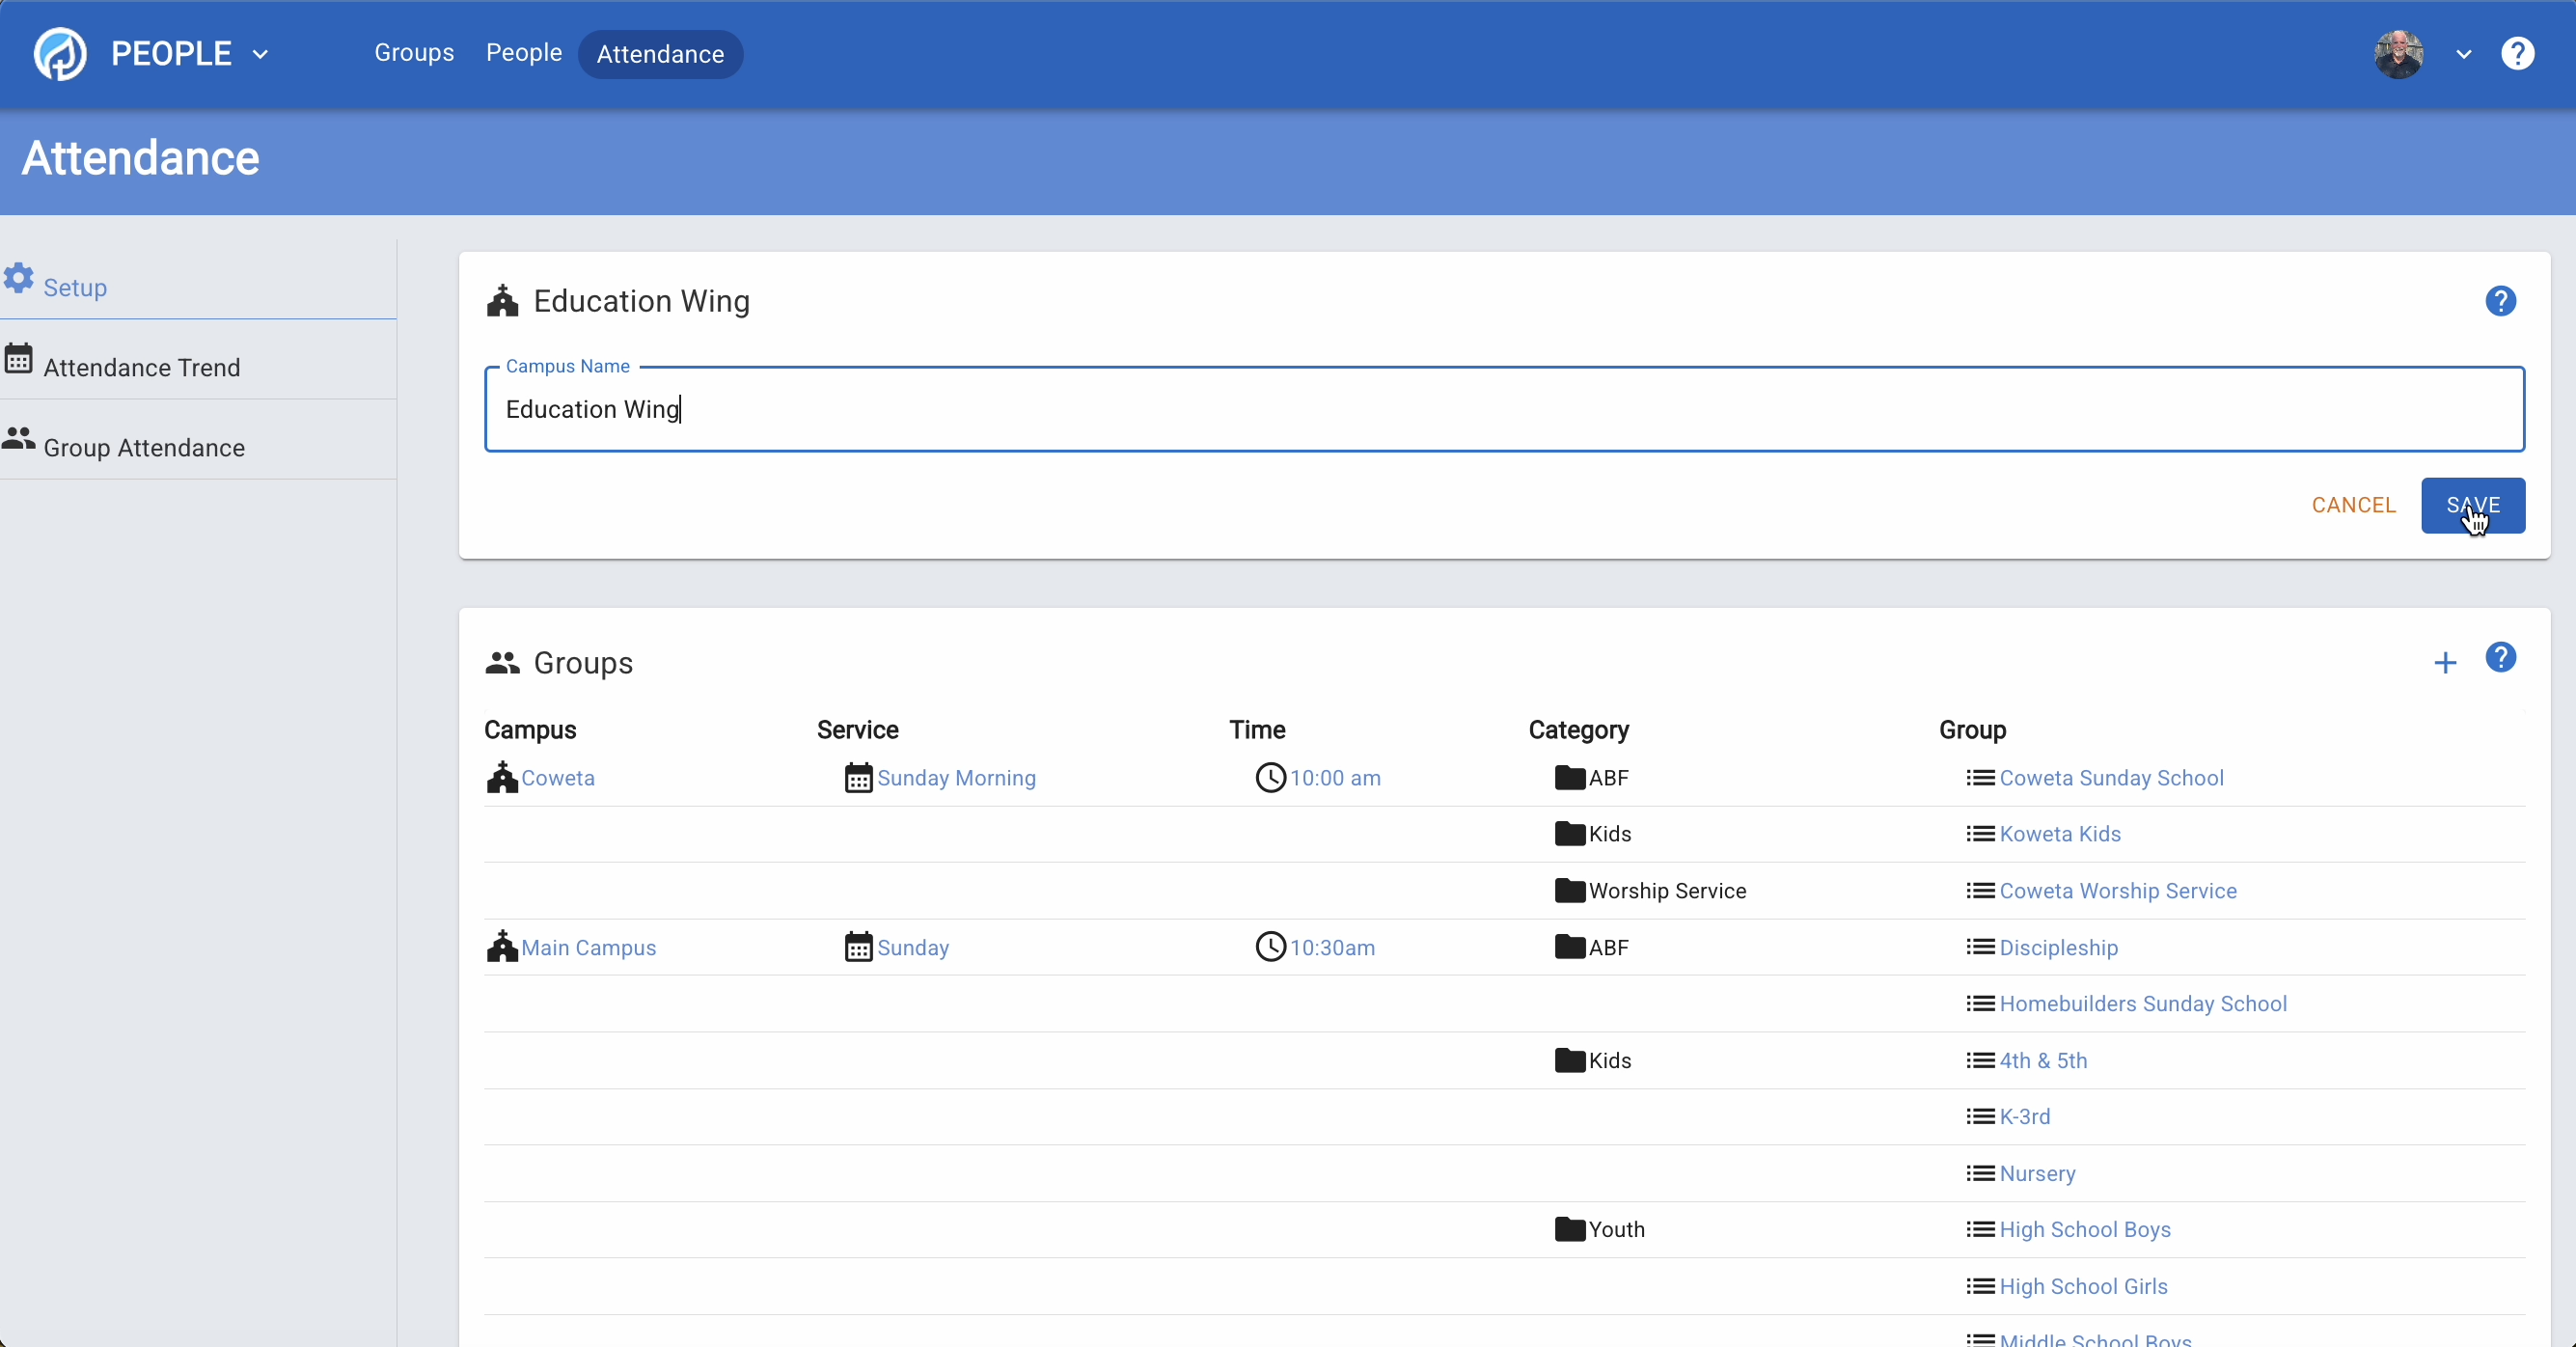 PEOPLE Groups People Attendance
Attendance
Setup
Attendance Trend
Group Attendance
Education Wing
Campus Name
Education Wing
CANCEL SAVE
Groups
Campus Service Time Category Group
Coweta Sunday Morning 10:00 am ABF Coweta Sunday School
Kids Koweta Kids
Worship Service Coweta Worship Service
Main Campus Sunday 10:30am ABF Discipleship
Homebuilders Sunday School
Kids 4th & 5th
K-3rd
Nursery
Youth High School Boys
High School Girls
Middle School Boys